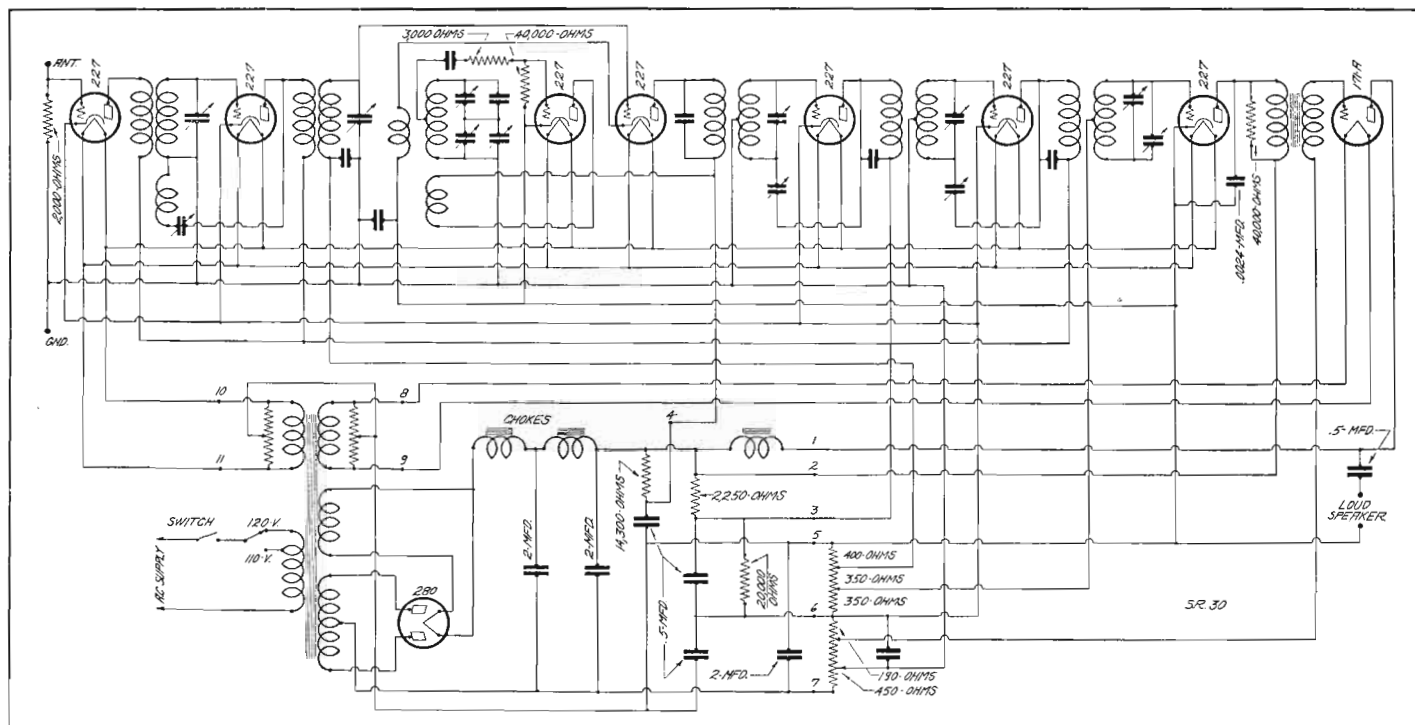 ANT.
227
227
3,000 OHMS
40,000-OHMS
227
227
227
227
227
171-A
2,000-OHMS
.0024-MFD.
40,000-OHMS
GND.
10
8
11
9
CHOKES
4
1
2
.5-MFD.
LOUD
SPEAKER
14,300-OHMS
2,250-OHMS
3
5
400-OHMS
350-OHMS
350-OHMS
20,000
OHMS
SWITCH
120-V.
110-V.
AC SUPPLY
280
2-MFD.
2-MFD.
.5-MFD.
2-MFD.
6
7
190-OHMS
450-OHMS
S.R. 30